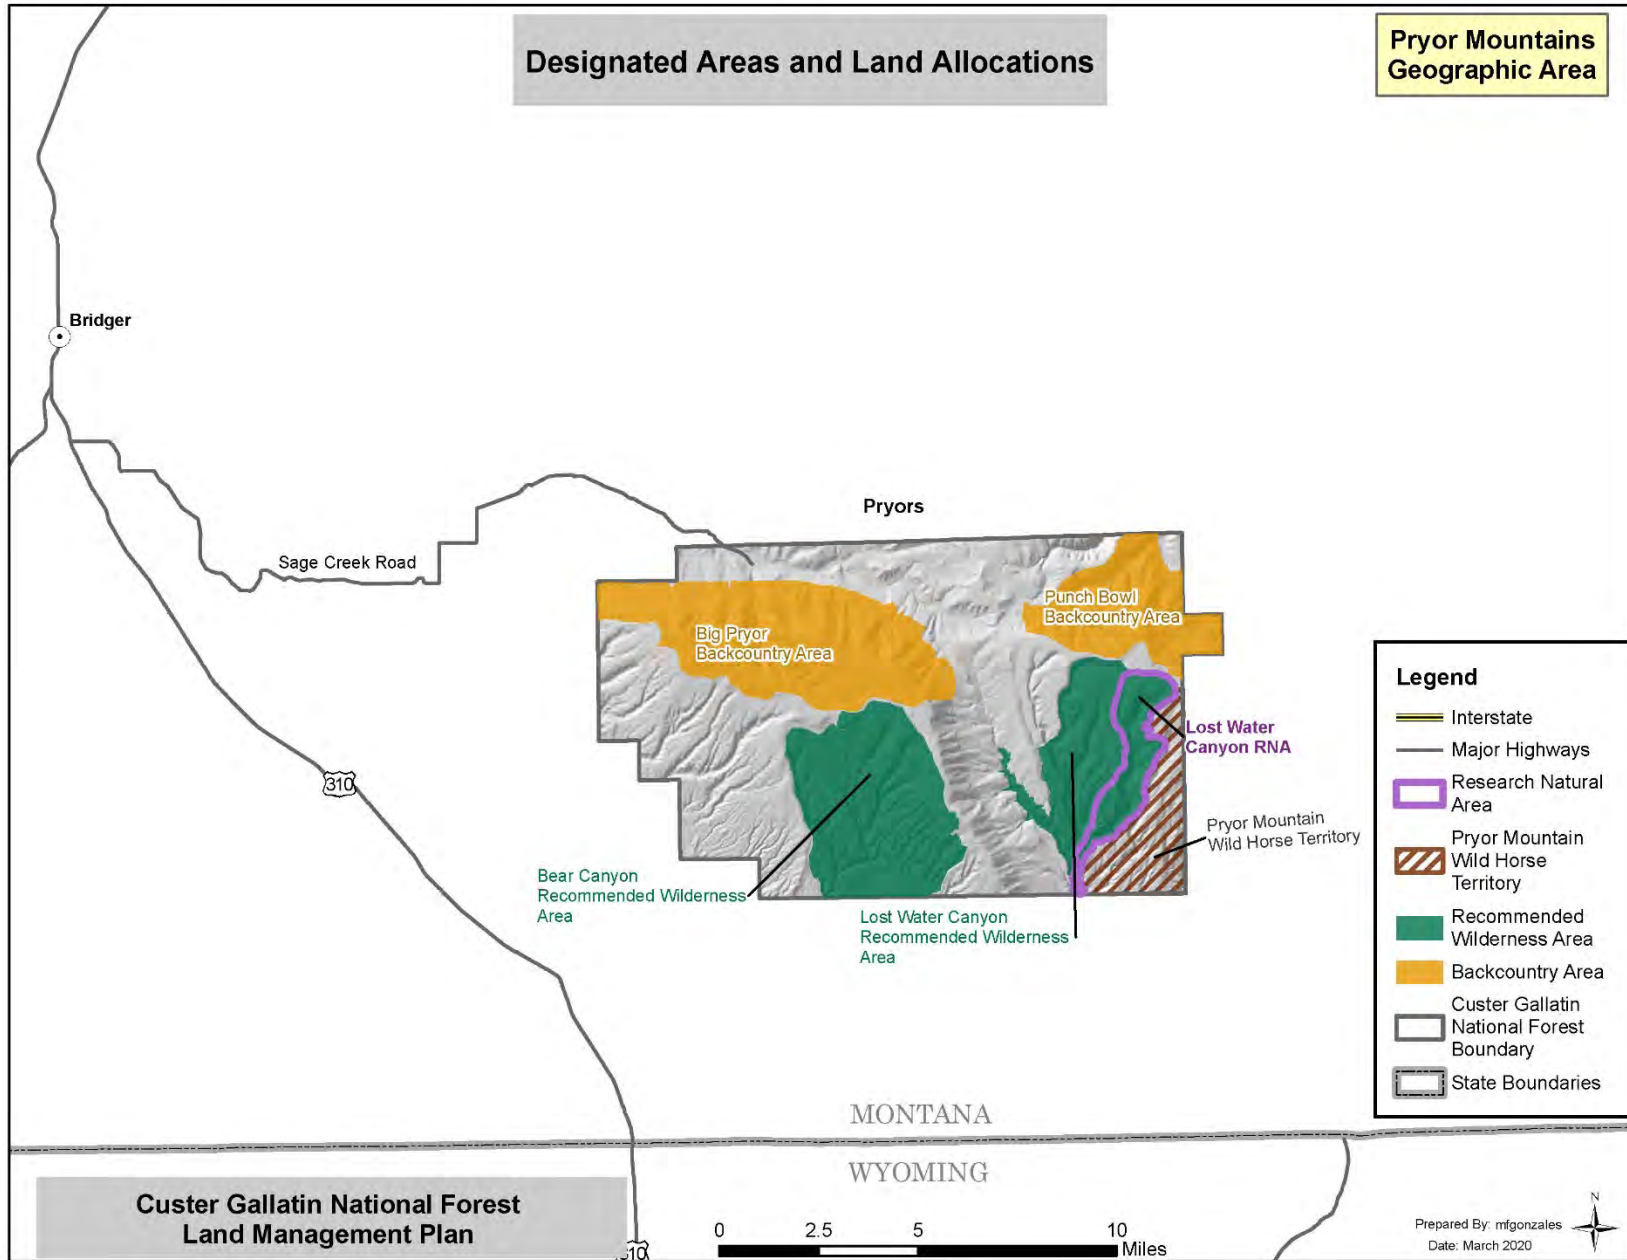 Designated Areas and Land Allocations
Pryor Mountains
Geographic Area
Bridger
Sage Creek Road
Pryors
Big Pryor
Backcountry Area
Punch Bowl
Backcountry Area
Lost Water
Canyon RNA
Pryor Mountain
Wild Horse Territory
310
Bear Canyon
Recommended Wilderness
Area
Lost Water Canyon
Recommended Wilderness
Area
Legend
Interstate
Major Highways
Research Natural
Area
Pryor Mountain
Wild Horse
Territory
Recommended
Wilderness Area
Backcountry Area
Custer Gallatin
National Forest
Boundary
State Boundaries
MONTANA
WYOMING
Custer Gallatin National Forest
Land Management Plan
310
0 2.5 5 10
Miles
N
Prepared By: mfgonzales
Date: March 2020